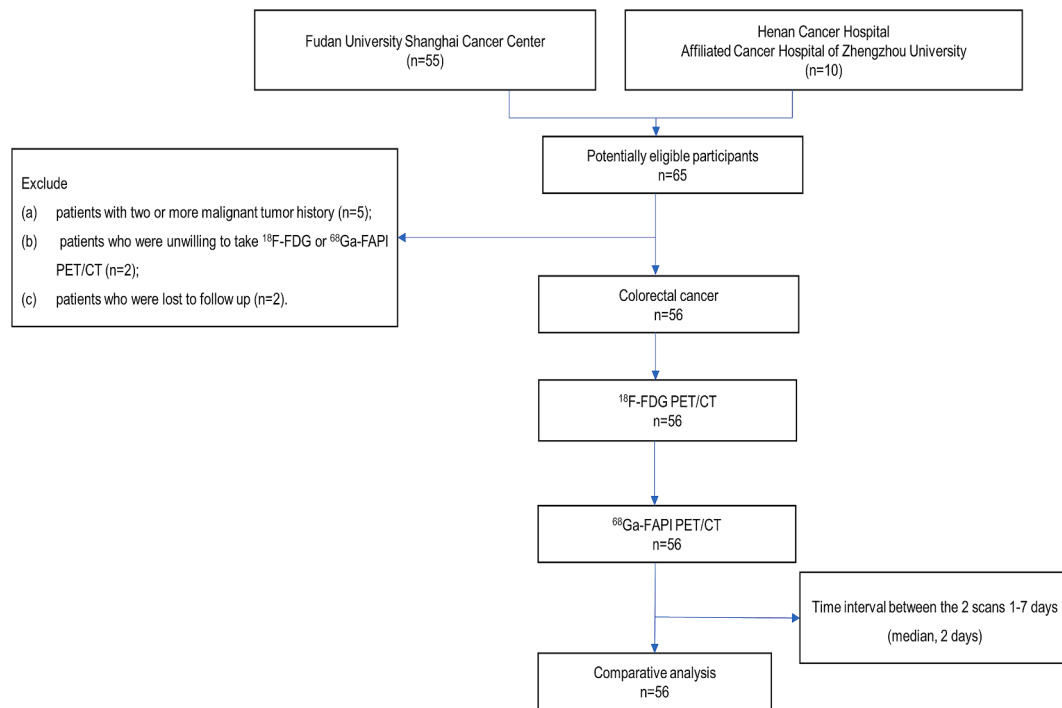 Fudan University Shanghai Cancer Center
(n=55)
Henan Cancer Hospital
Affiliated Cancer Hospital of Zhengzhou University
(n=10)
Potentially eligible participants
n=65
Exclude
(a) patients with two or more malignant tumor history (n=5);
(b) patients who were unwilling to take ¹⁸F-FDG or ⁶⁸Ga-FAPI
PET/CT (n=2);
(c) patients who were lost to follow up (n=2).
Colorectal cancer
n=56
¹⁸F-FDG PET/CT
n=56
⁶⁸Ga-FAPI PET/CT
n=56
Time interval between the 2 scans 1-7 days
(median, 2 days)
Comparative analysis
n=56